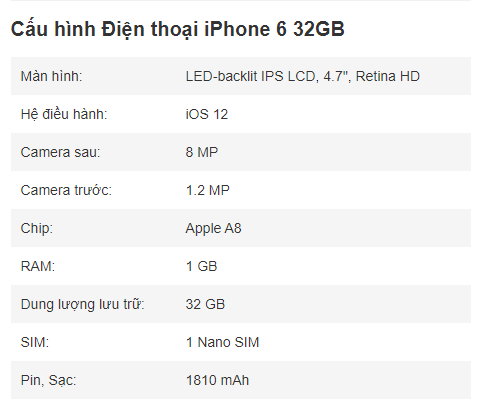 Cấu hình Điện thoại iPhone 6 32GB
Màn hình: LED-backlit IPS LCD, 4.7", Retina HD
Hệ điều hành: iOS 12
Camera sau: 8 MP
Camera trước: 1.2 MP
Chip: Apple A8
RAM: 1 GB
Dung lượng lưu trữ: 32 GB
SIM: 1 Nano SIM
Pin, Sạc: 1810 mAh